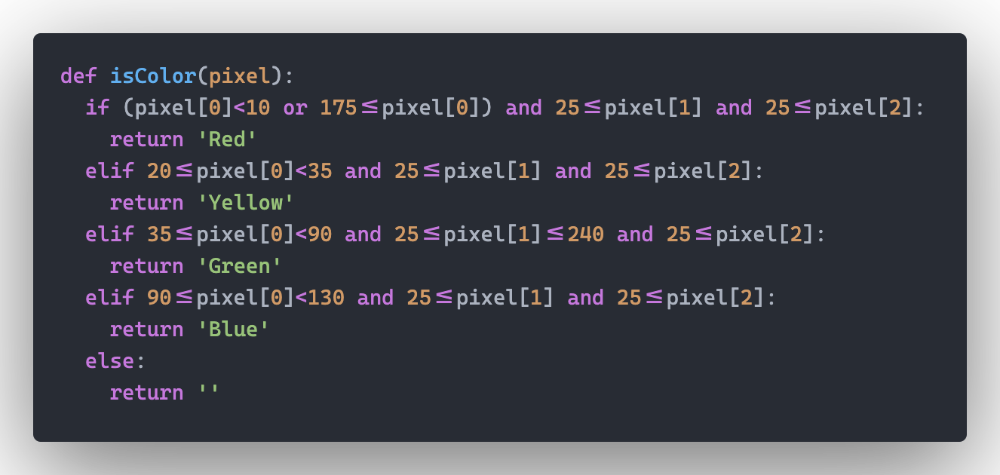 def isColor(pixel):
  if (pixel[0]<10 or 175≤pixel[0]) and 25≤pixel[1] and 25≤pixel[2]:
    return 'Red'
  elif 20≤pixel[0]<35 and 25≤pixel[1] and 25≤pixel[2]:
    return 'Yellow'
  elif 35≤pixel[0]<90 and 25≤pixel[1]≤240 and 25≤pixel[2]:
    return 'Green'
  elif 90≤pixel[0]<130 and 25≤pixel[1] and 25≤pixel[2]:
    return 'Blue'
  else:
    return ''